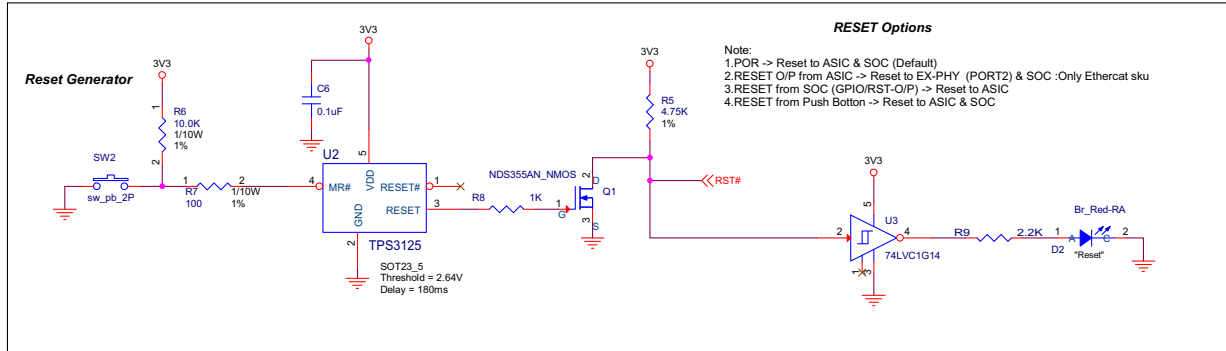 RESET Options
Note:
1.POR -> Reset to ASIC & SOC (Default)
2.RESET O/P from ASIC -> Reset to EX-PHY (PORT2) & SOC :Only Ethercat sku
3.RESET from SOC (GPIO/RST-O/P) -> Reset to ASIC
4.RESET from Push Botton -> Reset to ASIC & SOC
Reset Generator
3V3
1
R6
10.0K
1/10W
1%
2
SW2
sw_pb_2P
1
2
R7
100
1/10W
1%
3V3
C6
0.1uF
U2
5
4
MR#
VDD
RESET#
1
RESET
3
GND
2
TPS3125
SOT23_5
Threshold = 2.64V
Delay = 180ms
R8
1K
NDS355AN_NMOS
2
D
Q1
1
G
3
S
3V3
R5
4.75K
1%
RST#
3V3
5
U3
2
4
74LVC1G14
1
3
R9
2.2K
Br_Red-RA
1
A
C
2
D2
"Reset"